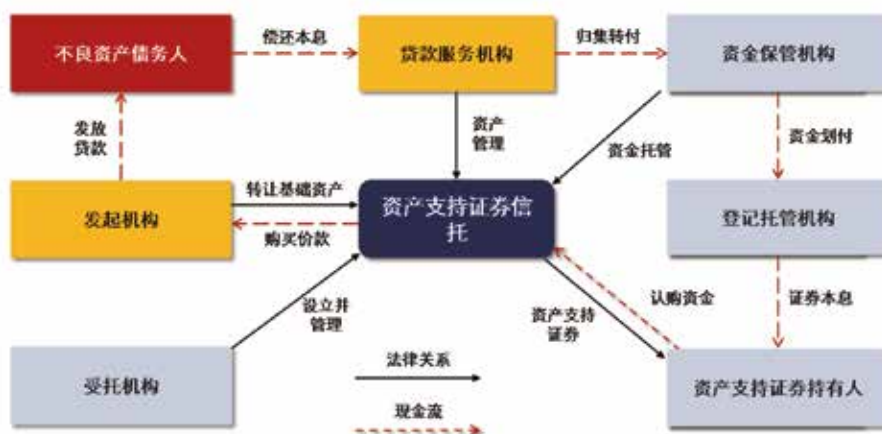 不良资产债务人
偿还本息
贷款服务机构
归集转付
资金保管机构
发放
贷款
资产
管理
资金托管
资金划付
发起机构
转让基础资产
购买价款
资产支持证券信
托
登记托管机构
设立并
管理
资产支持
证券
认购资金
证券本息
受托机构
法律关系
现金流
资产支持证券持有人